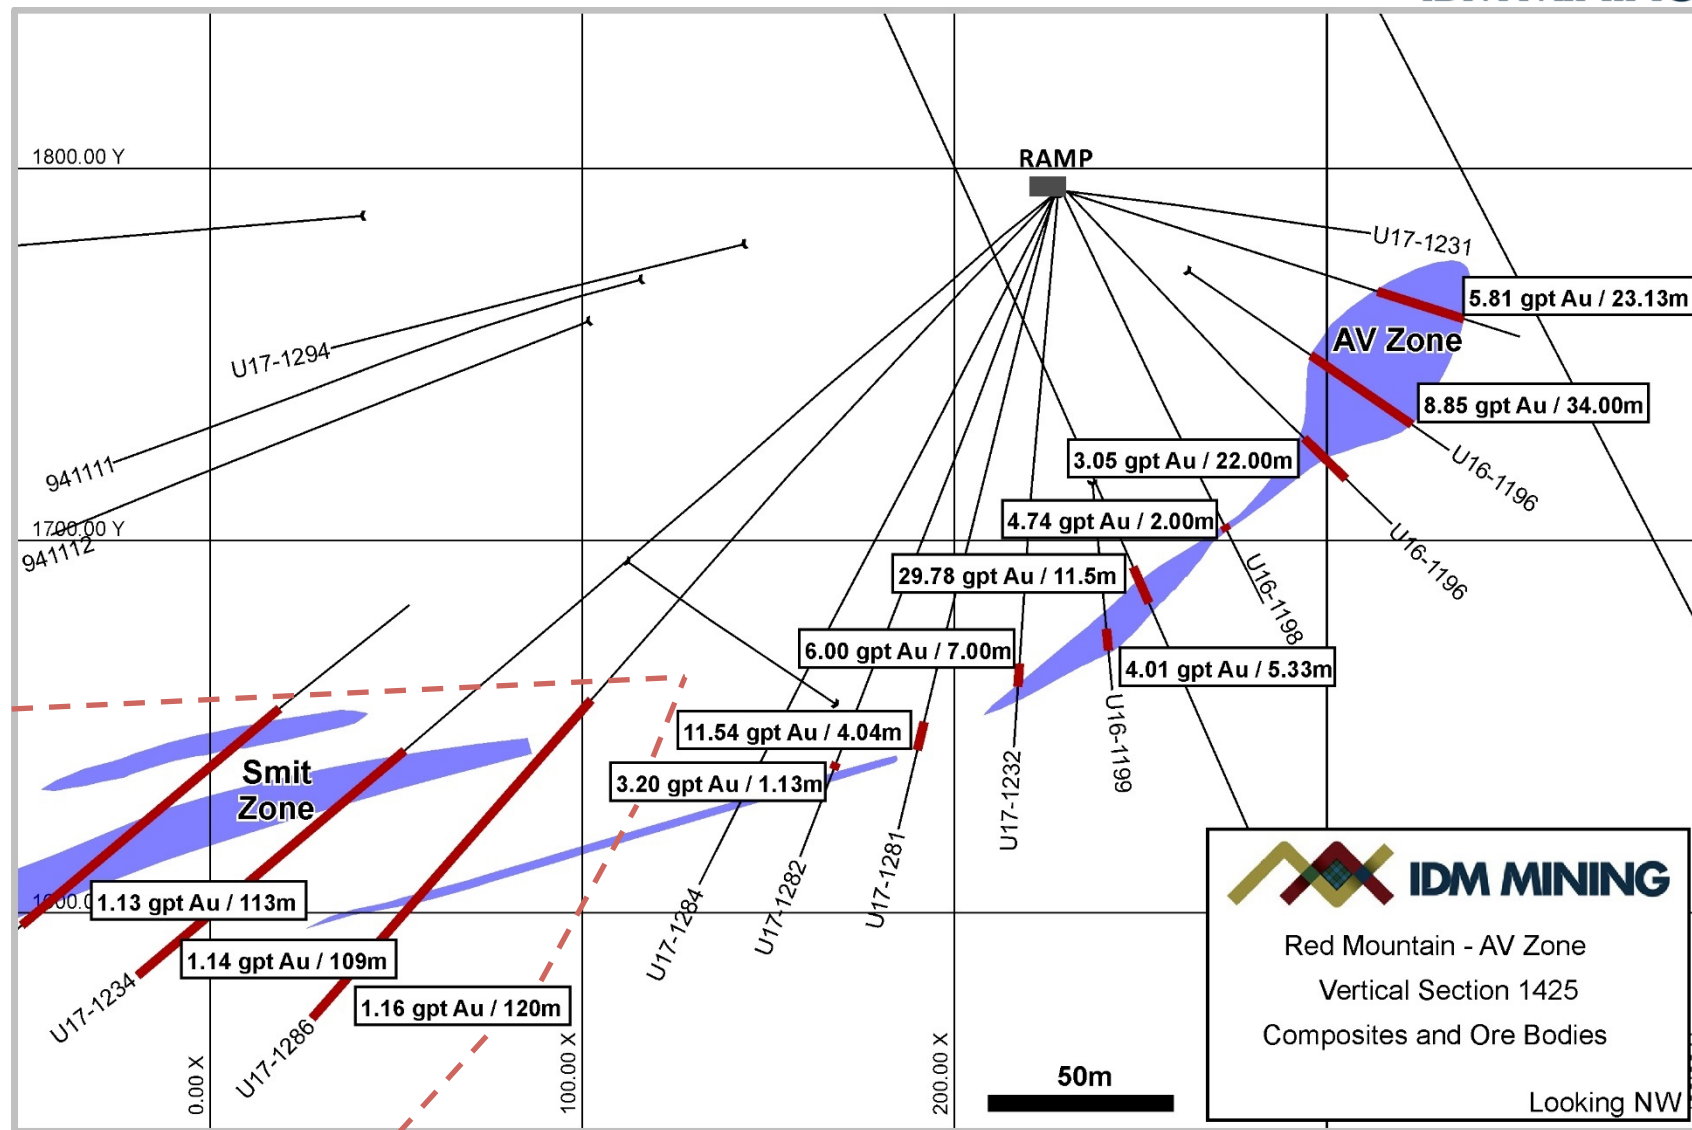 1800.00 Y
RAMP
U17-1231
5.81 gpt Au / 23.13m
AV Zone
U17-1294
8.85 gpt Au / 34.00m
941111
3.05 gpt Au / 22.00m
U16-1196
4.74 gpt Au / 2.00m
1700.00 Y
941112
U16-1196
29.78 gpt Au / 11.5m
U16-1198
6.00 gpt Au / 7.00m
4.01 gpt Au / 5.33m
U16-1199
11.54 gpt Au / 4.04m
Smit
Zone
3.20 gpt Au / 1.13m
U17-1232
U17-1281
U17-1282
U17-1284
1.13 gpt Au / 113m
1.14 gpt Au / 109m
U17-1234
1.16 gpt Au / 120m
U17-1286
0.00 X
100.00 X
200.00 X
50m
IDM MINING
Red Mountain - AV Zone
Vertical Section 1425
Composites and Ore Bodies
Looking NW